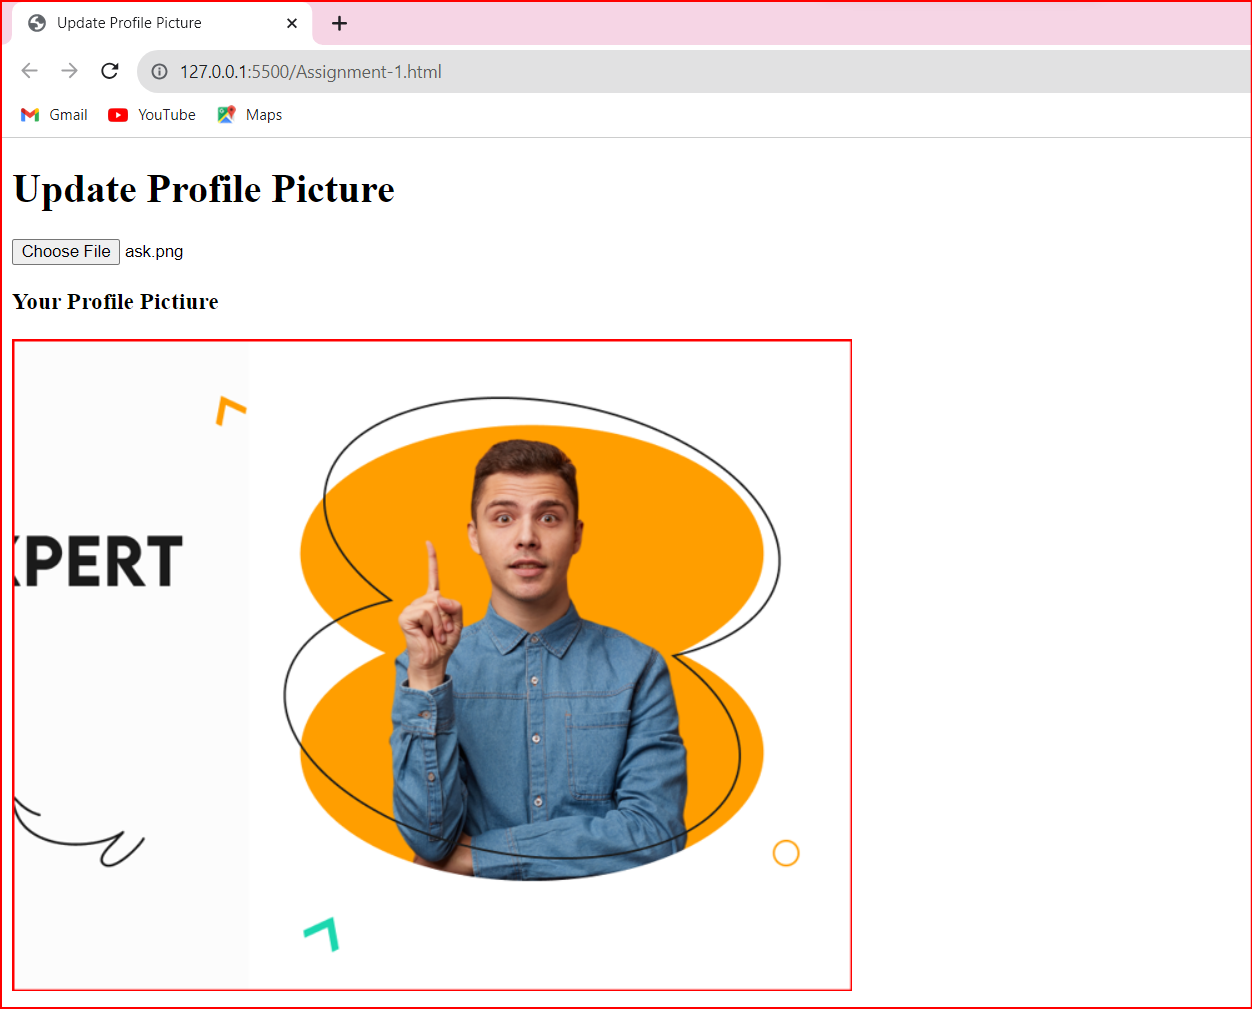 Update Profile Picture
127.0.0.1:5500/Assignment-1.html
Gmail YouTube Maps
Update Profile Picture
Choose File ask.png
Your Profile Pictiure
XPERT